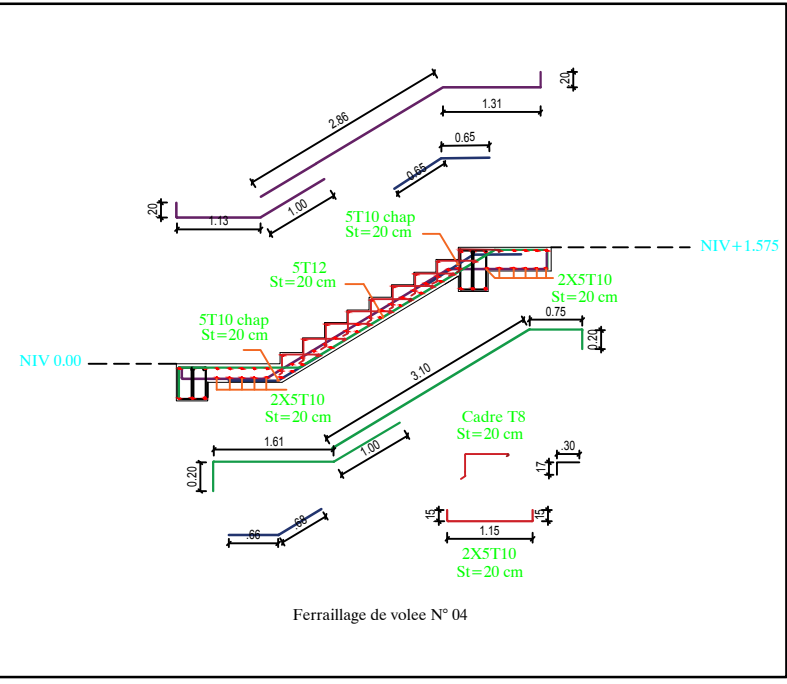 20
2.86
1.31
0.65
0.65
20
1.13
1.00
5T10 chap
St=20 cm
NIV+1.575
5T12
St=20 cm
2X5T10
St=20 cm
5T10 chap
St=20 cm
0.75
0.20
NIV 0.00
3.10
2X5T10
St=20 cm
Cadre T8
St=20 cm
1.61
1.00
.30
17
0.20
15
15
1.15
.66
.68
2X5T10
St=20 cm
Ferraillage de volee N° 04